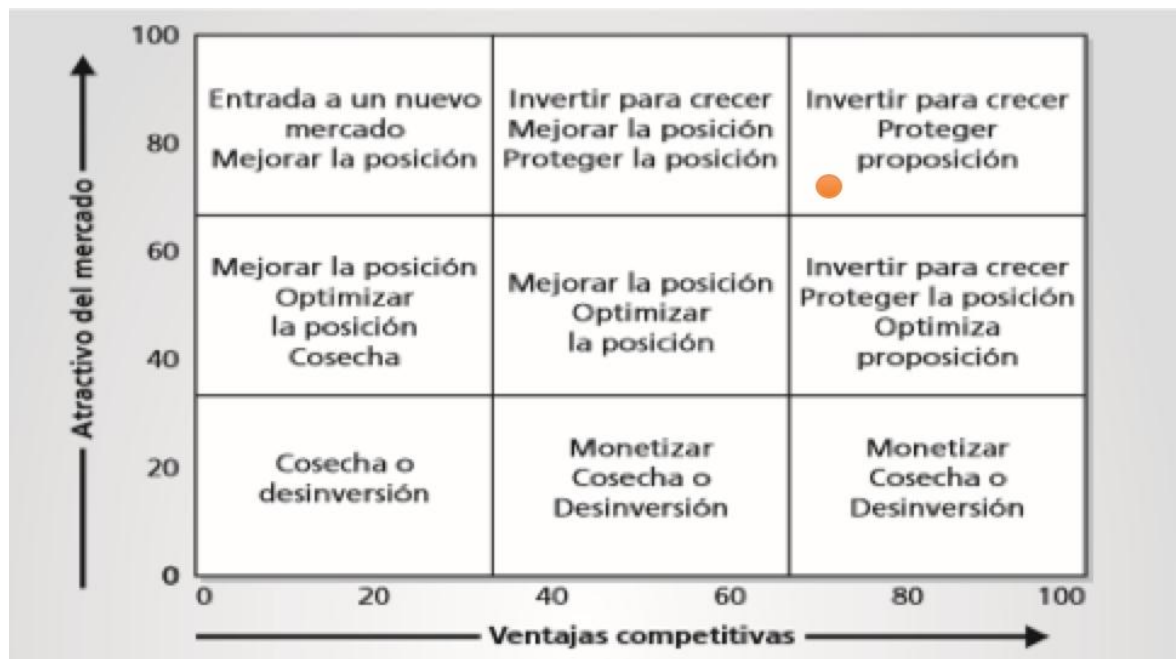 100
80
60
40
20
0
Atractivo del mercado
Entrada a un nuevo
mercado
Mejorar la posición
Invertir para crecer
Mejorar la posición
Proteger la posición
Invertir para crecer
Proteger
proposición
Mejorar la posición
Optimizar
la posición
Cosecha
Mejorar la posición
Optimizar
la posición
Invertir para crecer
Proteger la posición
Optimiza
proposición
Cosecha o
desinversión
Monetizar
Cosecha o
Desinversión
Monetizar
Cosecha o
Desinversión
0 20 40 60 80 100
Ventajas competitivas